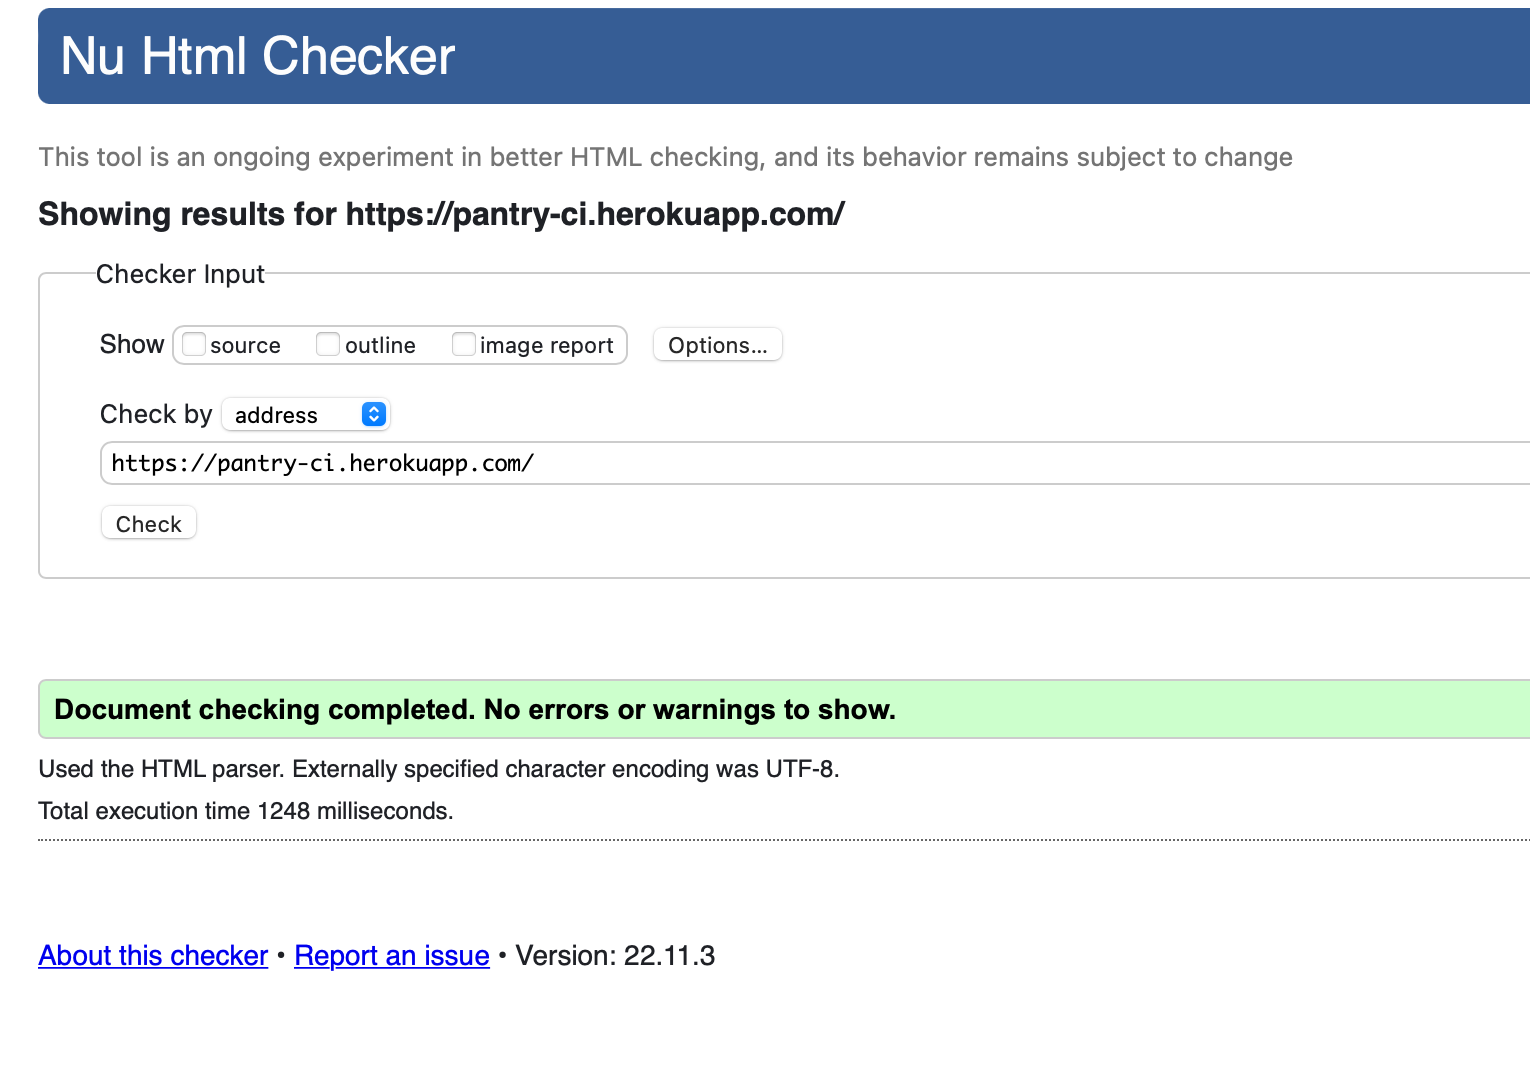 Nu Html Checker
This tool is an ongoing experiment in better HTML checking, and its behavior remains subject to change
Showing results for https://pantry-ci.herokuapp.com/
Checker Input
Show source outline image report Options...
Check by address
https://pantry-ci.herokuapp.com/
Check
Document checking completed. No errors or warnings to show.
Used the HTML parser. Externally specified character encoding was UTF-8.
Total execution time 1248 milliseconds.
About this checker • Report an issue • Version: 22.11.3